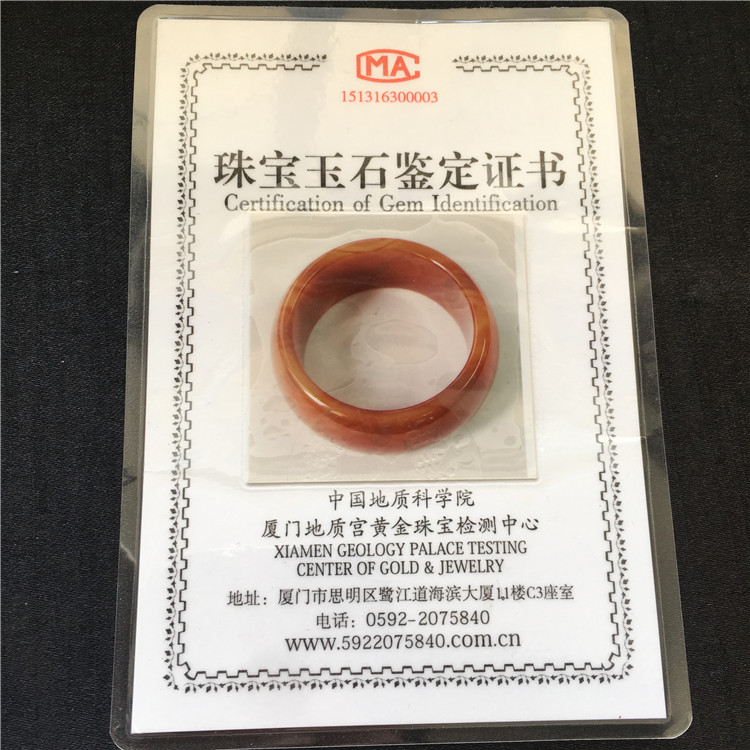 CMA
151316300003
珠宝玉石鉴定证书
Certification of Gem Identification
中国地质科学院
厦门地质宫黄金珠宝检测中心
XIAMEN GEOLOGY PALACE TESTING
CENTER OF GOLD & JEWELRY
地址：厦门市思明区鹭江道海滨大厦11楼C3座室
电话：0592-2075840
www.5922075840.com.cn